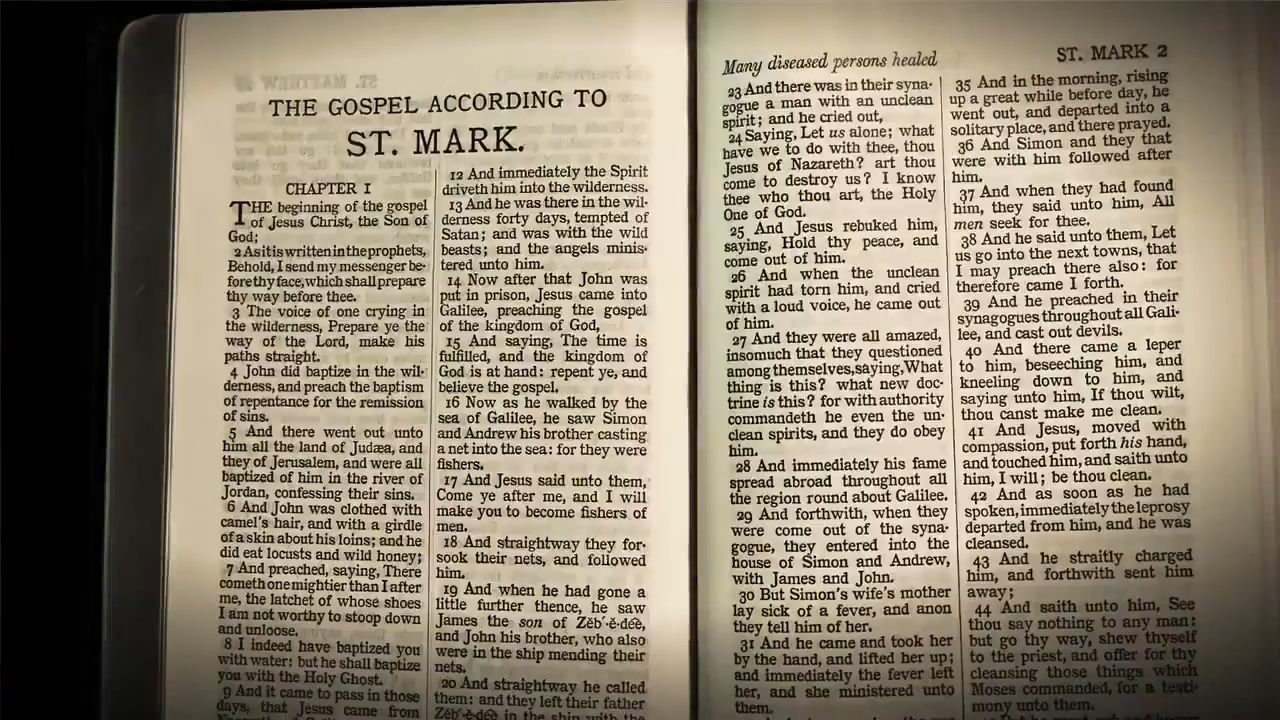 THE GOSPEL ACCORDING TO
ST. MARK.
CHAPTER 1
THE beginning of the gospel
of Jesus Christ, the Son of
God;
2 As it is written in the prophets,
Behold, I send my messenger be-
fore thy face, which shall prepare
thy way before thee.
3 The voice of one crying in
the wilderness, Prepare ye the
way of the Lord, make his
paths straight.
4 John did baptize in the wil-
derness, and preach the baptism
of repentance for the remission
of sins.
5 And there went out unto
him all the land of Judæa, and
they of Jerusalem, and were all
baptized of him in the river of
Jordan, confessing their sins.
6 And John was clothed with
camel's hair, and with a girdle
of a skin about his loins; and he
did eat locusts and wild honey;
7 And preached, saying, There
cometh one mightier than I after
me, the latchet of whose shoes
I am not worthy to stoop down
and unloose.
8 I indeed have baptized you
with water: but he shall baptize
you with the Holy Ghost.
9 And it came to pass in those
days, that Jesus came from
12 And immediately the Spirit
driveth him into the wilderness.
13 And he was there in the wil-
derness forty days, tempted of
Satan; and was with the wild
beasts; and the angels minis-
tered unto him.
14 Now after that John was
put in prison, Jesus came into
Galilee, preaching the gospel
of the kingdom of God,
15 And saying, The time is
fulfilled, and the kingdom of
God is at hand: repent ye, and
believe the gospel.
16 Now as he walked by the
sea of Galilee, he saw Simon
and Andrew his brother casting
a net into the sea: for they were
fishers.
17 And Jesus said unto them,
Come ye after me, and I will
make you to become fishers of
men.
18 And straightway they for-
sook their nets, and followed
him.
19 And when he had gone a
little further thence, he saw
James the son of Zĕb´-ĕ-dēē,
and John his brother, who also
were in the ship mending their
nets.
20 And straightway he called
them: and they left their father
Zĕb´-ĕ-dēē in the ship with the
Many diseased persons healed
ST. MARK 2
23 And there was in their syna-
gogue a man with an unclean
spirit; and he cried out,
24 Saying, Let us alone; what
have we to do with thee, thou
Jesus of Nazareth? art thou
come to destroy us? I know
thee who thou art, the Holy
One of God.
25 And Jesus rebuked him,
saying, Hold thy peace, and
come out of him.
26 And when the unclean
spirit had torn him, and cried
with a loud voice, he came out
of him.
27 And they were all amazed,
insomuch that they questioned
among themselves, saying, What
thing is this? what new doc-
trine is this? for with authority
commandeth he even the un-
clean spirits, and they do obey
him.
28 And immediately his fame
spread abroad throughout all
the region round about Galilee.
29 And forthwith, when they
were come out of the syna-
gogue, they entered into the
house of Simon and Andrew,
with James and John.
30 But Simon's wife's mother
lay sick of a fever, and anon
they tell him of her.
31 And he came and took her
by the hand, and lifted her up;
and immediately the fever left
her, and she ministered unto
them.
35 And in the morning, rising
up a great while before day, he
went out, and departed into a
solitary place, and there prayed.
36 And Simon and they that
were with him followed after
him.
37 And when they had found
him, they said unto him, All
men seek for thee.
38 And he said unto them, Let
us go into the next towns, that
I may preach there also: for
therefore came I forth.
39 And he preached in their
synagogues throughout all Gali-
lee, and cast out devils.
40 And there came a leper
to him, beseeching him, and
kneeling down to him, and
saying unto him, If thou wilt,
thou canst make me clean.
41 And Jesus, moved with
compassion, put forth his hand,
and touched him, and saith unto
him, I will; be thou clean.
42 And as soon as he had
spoken, immediately the leprosy
departed from him, and he was
cleansed.
43 And he straitly charged
him, and forthwith sent him
away;
44 And saith unto him, See
thou say nothing to any man:
but go thy way, shew thyself
to the priest, and offer for thy
cleansing those things which
Moses commanded, for a testi-
mony unto them.